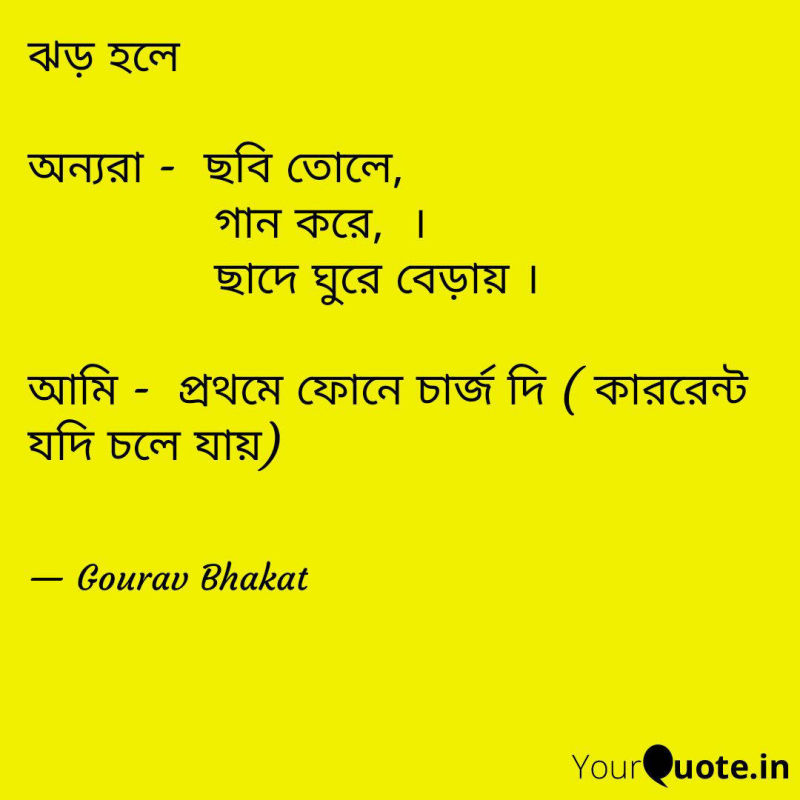 ঝড় হলে
অন্যরা - ছবি তোলে,
গান করে, ।
ছাদে ঘুরে বেড়ায় ।
আমি - প্রথমে ফোনে চার্জ দি ( কাররেন্ট
যদি চলে যায়)
— Gourav Bhakat
YourQuote.in